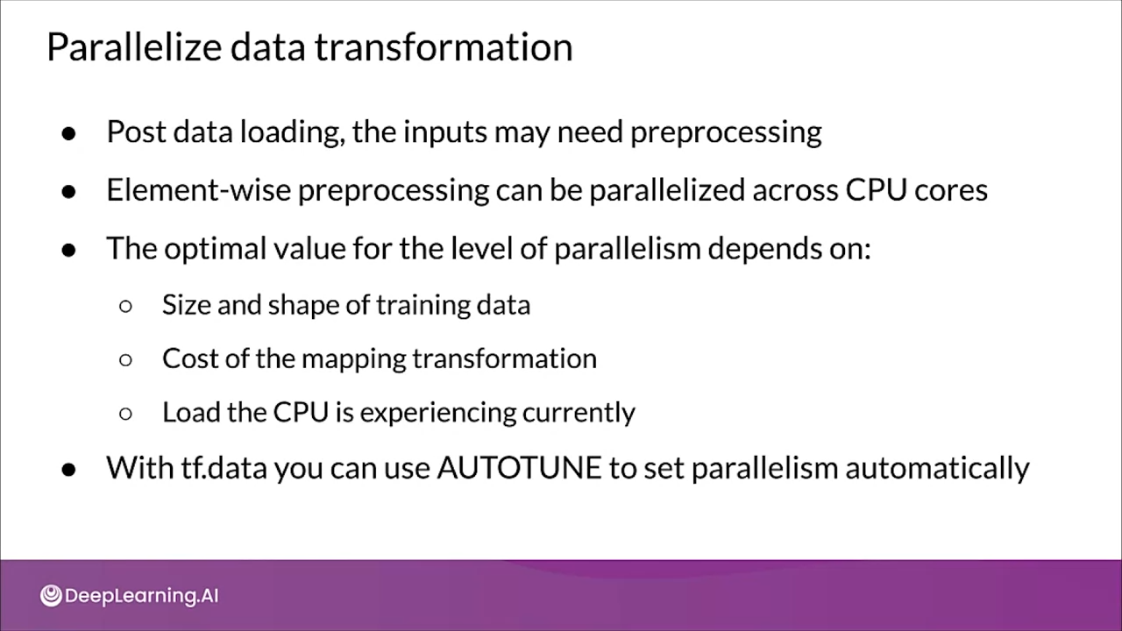 Parallelize data transformation
● Post data loading, the inputs may need preprocessing
● Element-wise preprocessing can be parallelized across CPU cores
● The optimal value for the level of parallelism depends on:
○ Size and shape of training data
○ Cost of the mapping transformation
○ Load the CPU is experiencing currently
● With tf.data you can use AUTOTUNE to set parallelism automatically
DeepLearning.AI